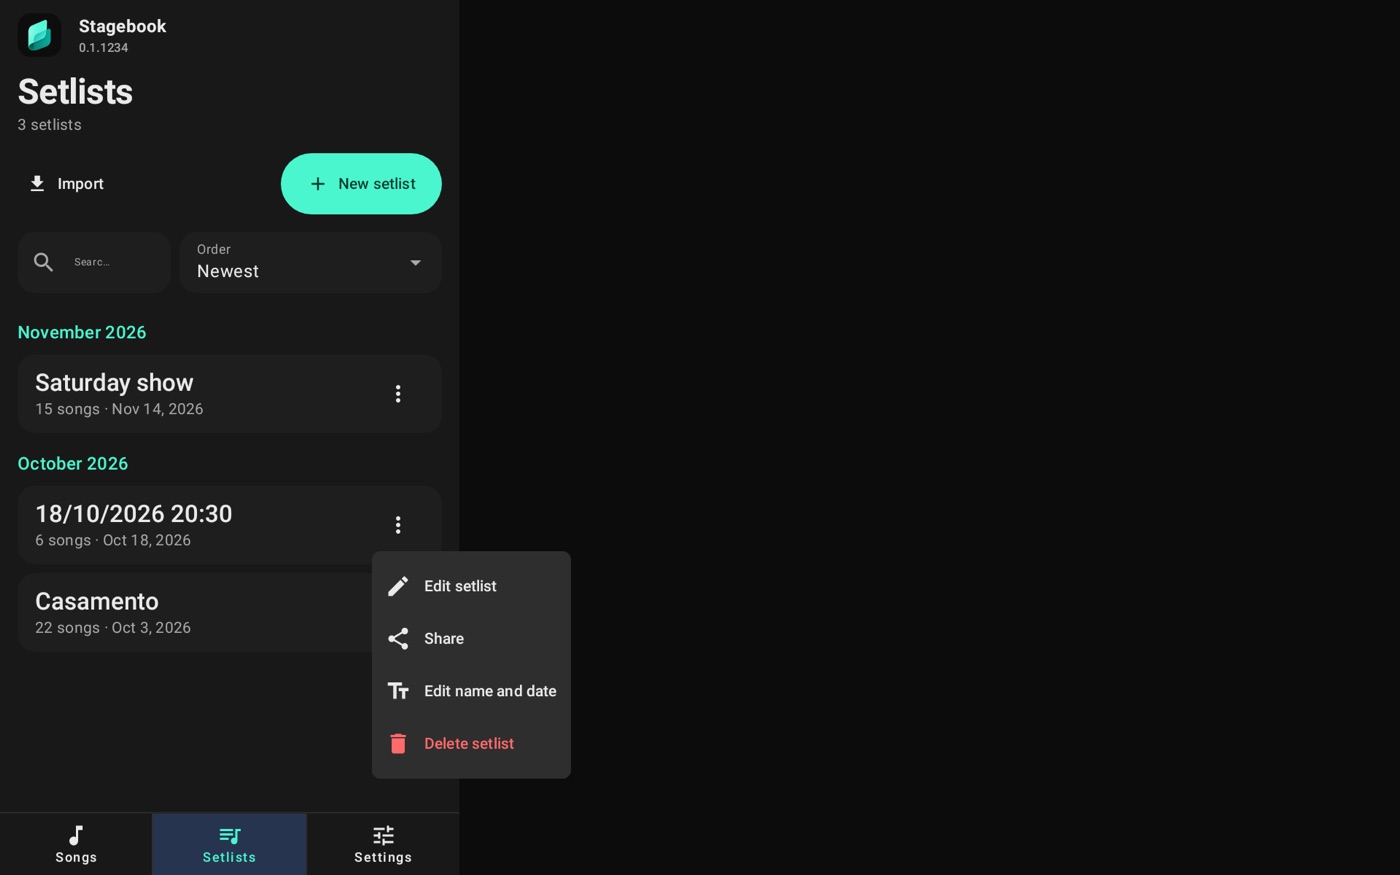 Stagebook
0.1.1234
Setlists
3 setlists
Import
New setlist
Searc…
Order
Newest
November 2026
Saturday show
15 songs · Nov 14, 2026
October 2026
18/10/2026 20:30
6 songs · Oct 18, 2026
Casamento
22 songs · Oct 3, 2026
Edit setlist
Share
Edit name and date
Delete setlist
Songs
Setlists
Settings